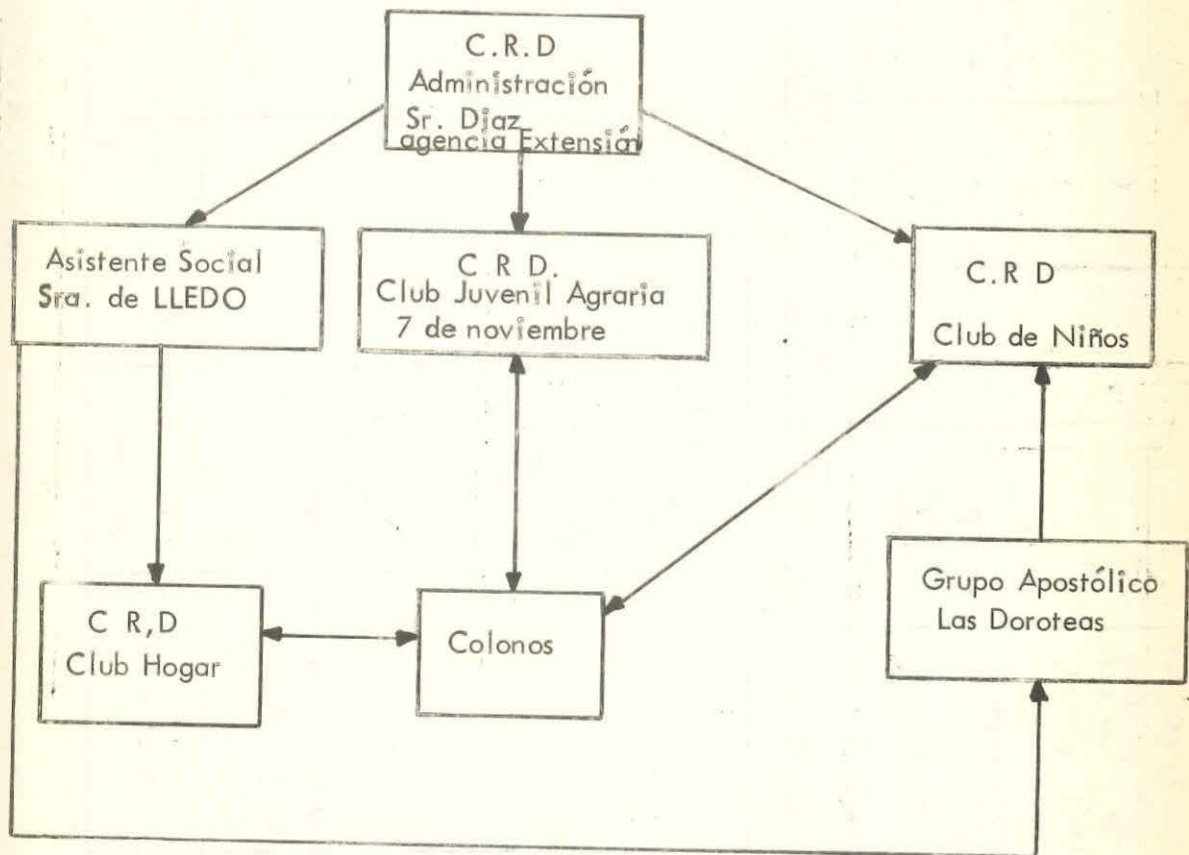 C.R.D
Administración
Sr. Diaz
agencia Extensión
Asistente Social
Sra. de LLEDO
C R D.
Club Juvenil Agraria
7 de noviembre
C.R D
Club de Niños
C R,D
Club Hogar
Colonos
Grupo Apostólico
Las Doroteas